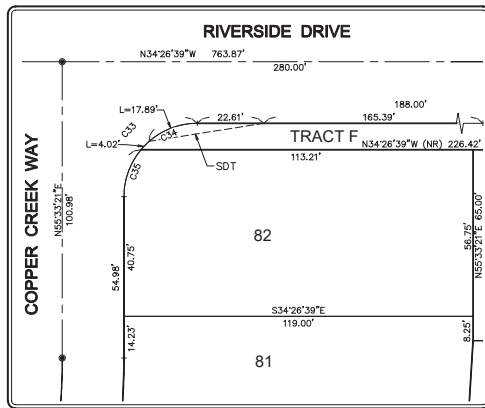 RIVERSIDE DRIVE
N34°26'39"W 763.87'
280.00'
188.00'
L=17.89'
C33
C34
22.61'
165.39'
TRACT F
L=4.02'
N34°26'39"W (NR) 226.42'
SDT
113.21'
C35
COPPER CREEK WAY
N55°33'21"E
100.98'
54.98'
40.75'
82
56.75'
N55°33'21"E 65.00'
S34°26'39"E
119.00'
14.23'
81
8.25'